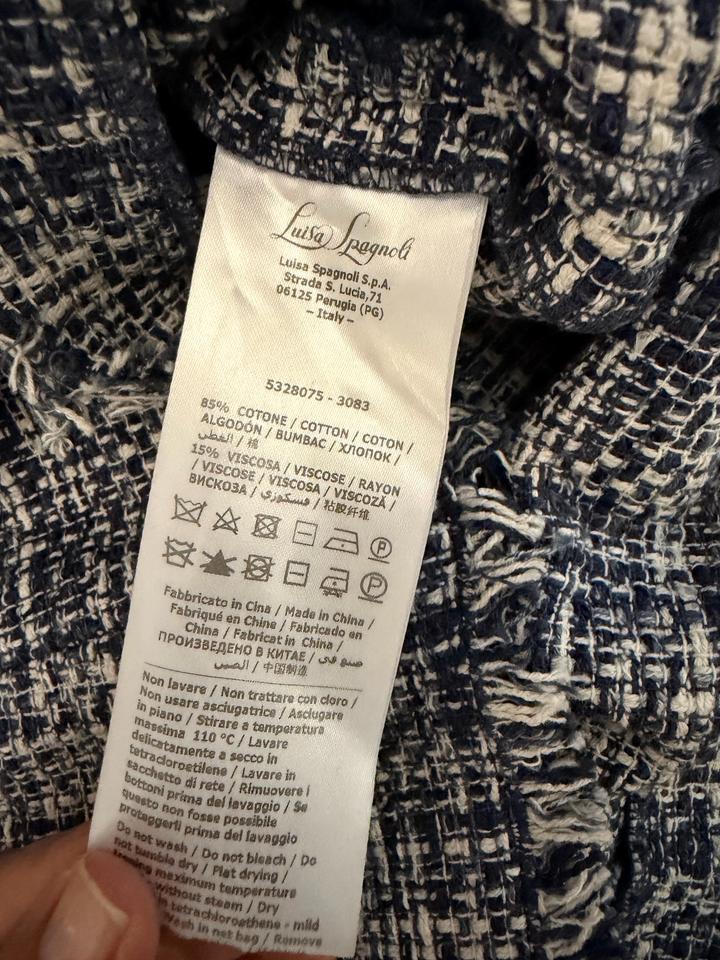 Luisa Spagnoli
Luisa Spagnoli S.p.A.
Strada S. Lucia,71
06125 Perugia (PG)
– Italy –
5328075 - 3083
85% COTONE / COTTON / COTON /
ALGODÓN / BUMBAC / ХЛОПОК /
القطن / 棉
15% VISCOSA / VISCOSE / RAYON
/ VISCOSE / VISCOSA / VISCOZĂ /
ВИСКОЗА / فسكوزي / 粘胶纤维
P
P
Fabbricato in Cina / Made in China /
Fabriqué en Chine / Fabricado en
China / Fabricat in China /
ПРОИЗВЕДЕНО В КИТАЕ / صنع في
الصين / 中国制造
Non lavare / Non trattare con cloro /
Non usare asciugatrice / Asciugare
in piano / Stirare a temperatura
massima 110 °C / Lavare
delicatamente a secco in
tetracloroetilene / Lavare in
sacchetto di rete / Rimuovere i
bottoni prima del lavaggio / Se
questo non fosse possibile
proteggerli prima del lavaggio
Do not wash / Do not bleach / Do
not tumble dry / Flat drying /
maximum temperature
without steam / Dry
in tetrachloroethene - mild
in net bag / Remove